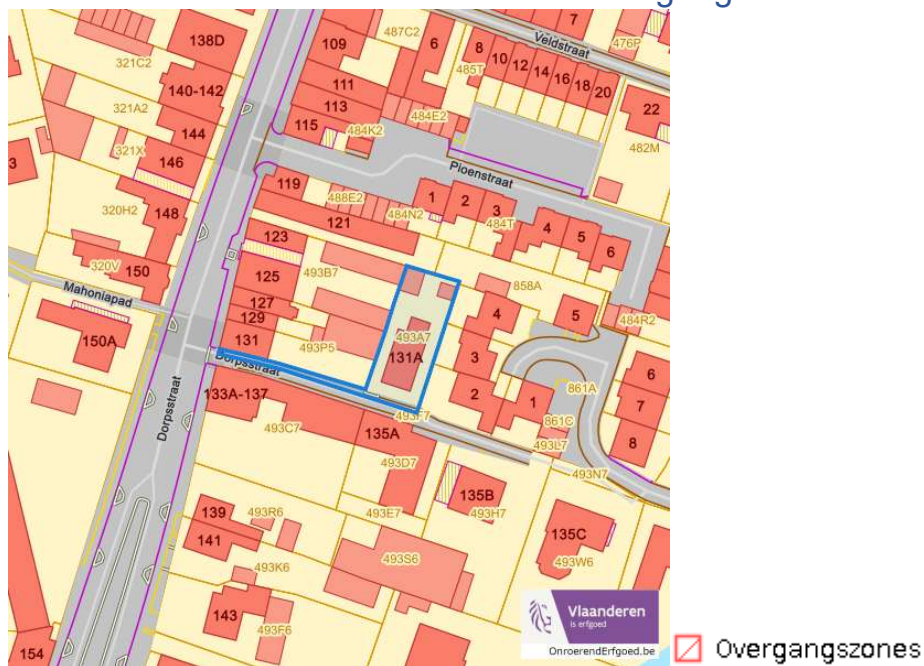 138D
109
487C2
6
8
10 12 14 16 18 20
7
Veldstraat
476P
321C2
485T
140-142
111
22
113
321A2
484E2
144
115
484K2
482M
321X
146
3
Pioenstraat
119
488E2
1
2
3
320H2
148
121
484N2
484T
4
5
6
123
320V
150
493B7
125
858A
Mahoniapad
127
4
5
484R2
129
493A7
150A
131
493P5
131A
3
6
Dorpsstraat
861A
133A-137
2
1
7
493F7
861C
493C7
135A
8
Dorpsstraat
493L7
493D7
493N7
135B
139
493R6
493E7
493H7
141
135C
493S6
493W6
493K6
143
493F6
154
Vlaanderen
is erfgoed
OnroerendErfgoed.be
Overgangszones